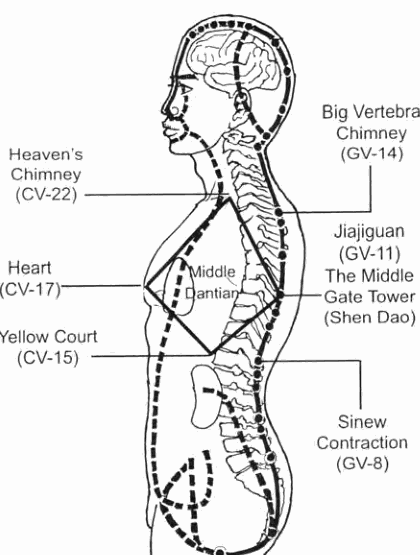 Big Vertebra
Chimney
(GV-14)
Heaven's
Chimney
(CV-22)
Jiajiguan
(GV-11)
The Middle
Gate Tower
(Shen Dao)
Heart
(CV-17)
Middle
Dantian
Yellow Court
(CV-15)
Sinew
Contraction
(GV-8)